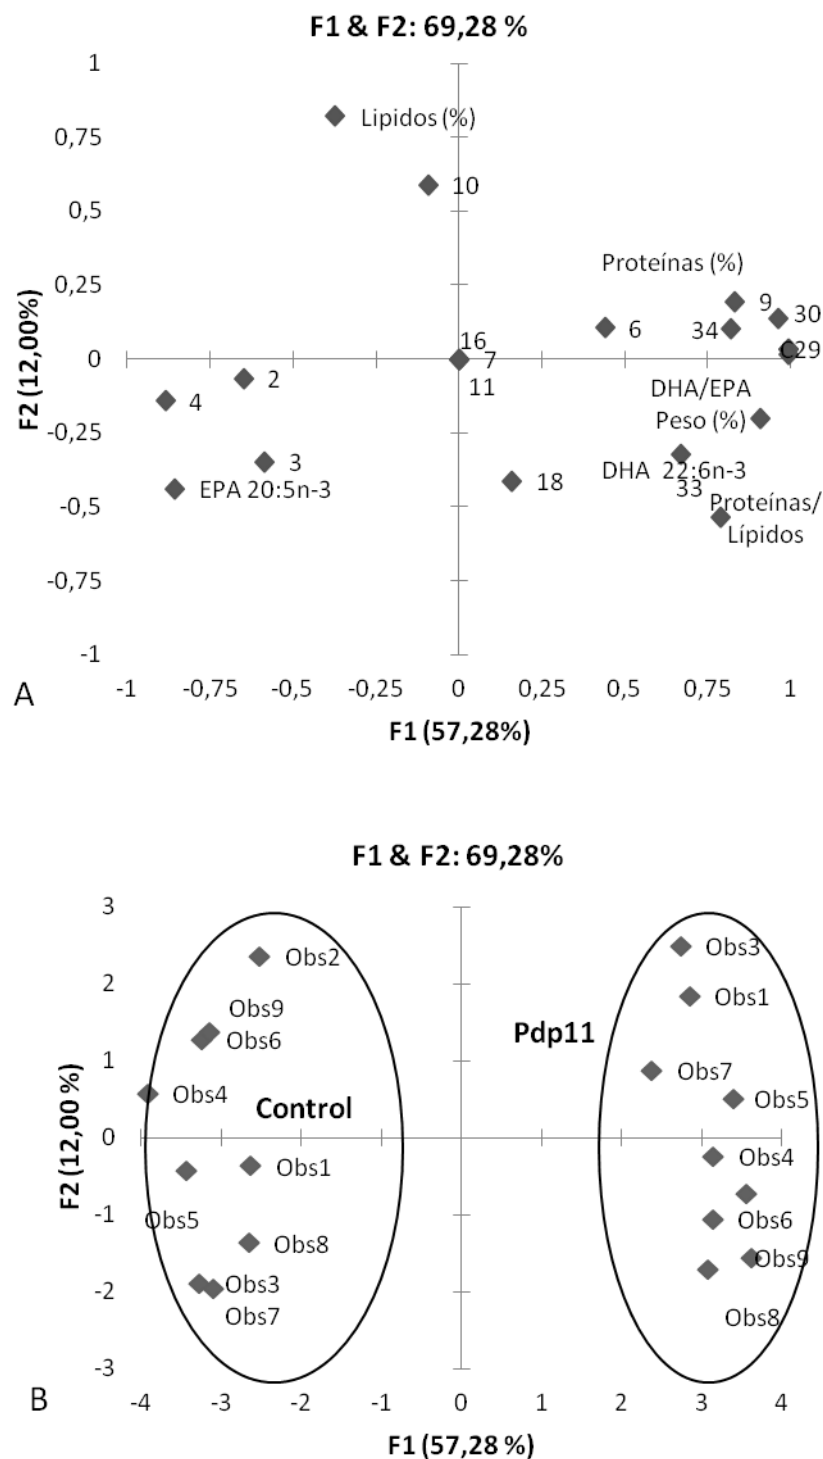 F1 & F2: 69,28 %
1
Lipidos (%)
0,75
10
0,5
Proteínas (%)
0,25
9
30
6
34
16
0
7
C29
11
DHA/EPA
2
4
Peso (%)
-0,25
3
DHA 22:6n-3
EPA 20:5n-3
18
33
-0,5
Proteínas/
Lípidos
-0,75
-1
F2 (12,00%)
-1 -0,75 -0,5 -0,25 0 0,25 0,5 0,75 1
A
F1 (57,28%)
F1 & F2: 69,28%
3
Obs2
Obs3
2
Obs1
Obs9
Pdp11
Obs6
1
Obs7
Obs4
Control
Obs5
0
Obs4
Obs1
-1
Obs5
Obs6
Obs8
Obs9
Obs3
-2
Obs7
Obs8
-3
F2 (12,00 %)
-4 -3 -2 -1 0 1 2 3 4
B
F1 (57,28 %)